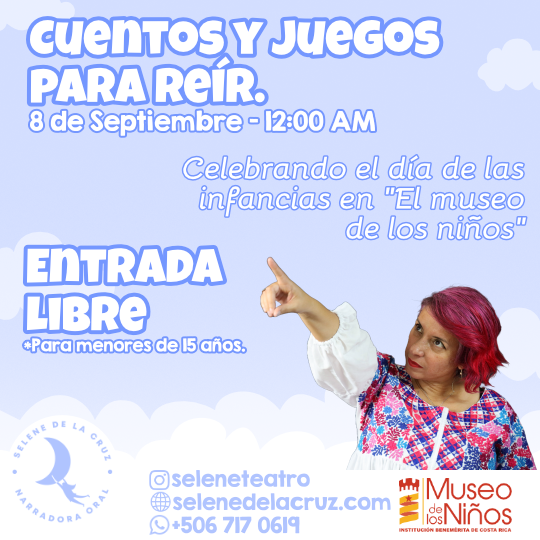 Cuentos y Juegos
para Reír.
8 de Septiembre - 12:00 AM
Celebrando el día de las
infancias en "El museo
de los niños"
Entrada
Libre
*Para menores de 15 años.
SELENE DE LA CRUZ
NARRADORA ORAL
seleneteatro
selenedelacruz.com
+506 717 0619
Museo
de
los Niños
INSTITUCIÓN BENEMÉRITA DE COSTA RICA